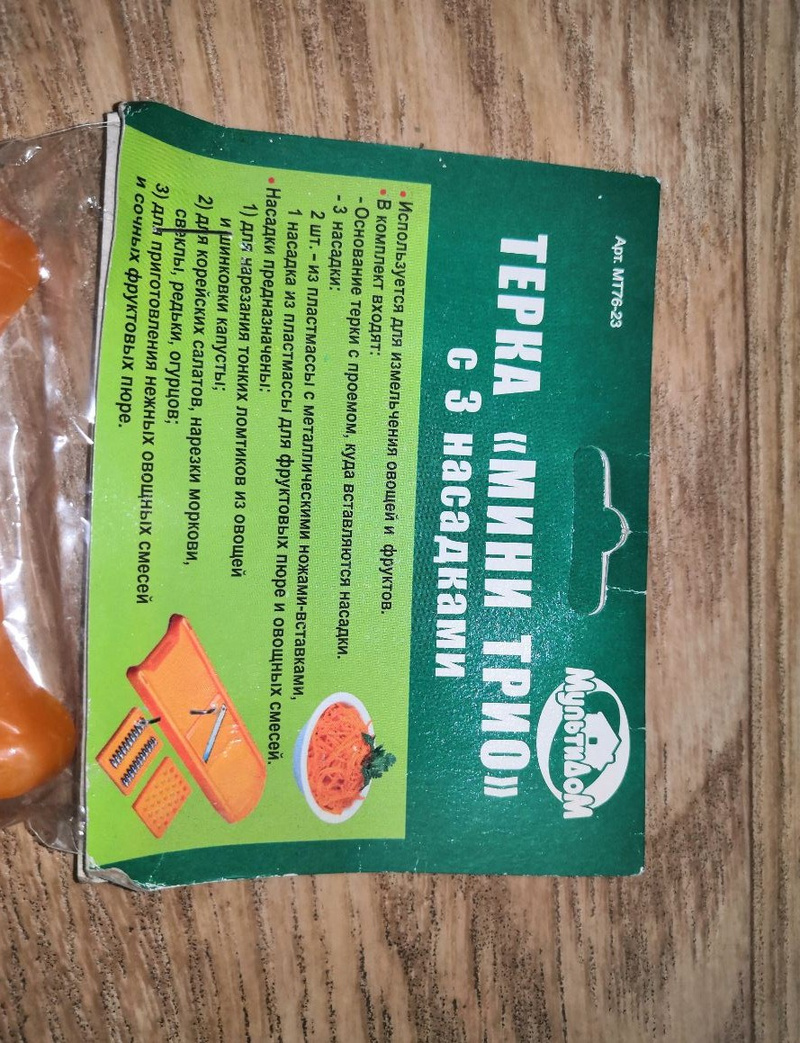 Арт. МТ76-23
МультиДом
ТЕРКА «МИНИ ТРИО»
с 3 насадками
• Используется для измельчения овощей и фруктов.
• В комплект входят:
- Основание терки с проемом, куда вставляются насадки.
- 3 насадки:
2 шт. – из пластмассы с металлическими ножами-вставками,
1 насадка из пластмассы для фруктовых пюре и овощных смесей.
• Насадки предназначены:
1) для нарезания тонких ломтиков из овощей
и шинковки капусты;
2) для корейских салатов, нарезки моркови,
свеклы, редьки, огурцов;
3) для приготовления нежных овощных смесей
и сочных фруктовых пюре.